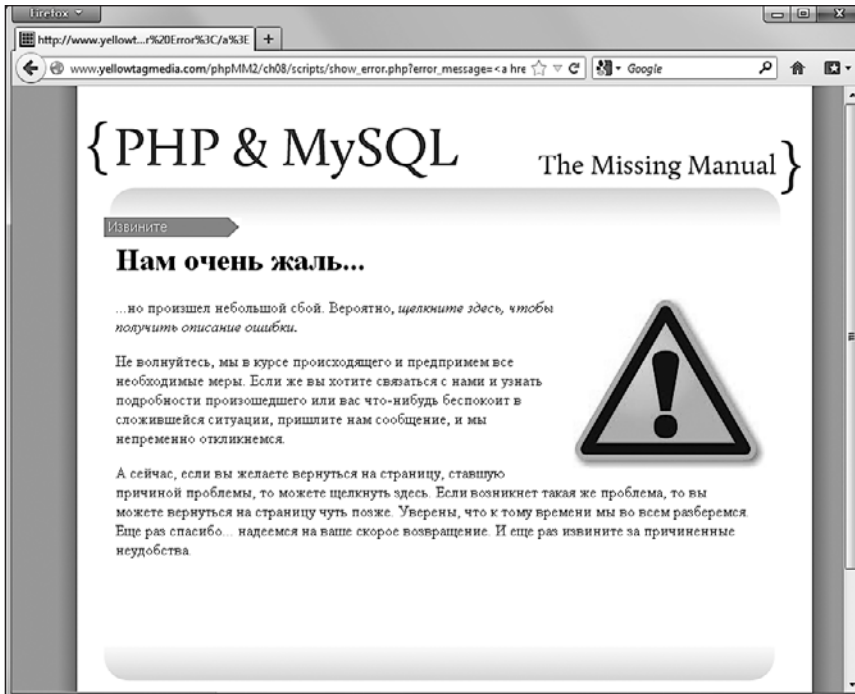 Firefox
http://www.yellowt...r%20Error%3C/a%3E
www.yellowtagmedia.com/phpMM2/ch08/scripts/show_error.php?error_message=<a hre
Google
{PHP & MySQL
The Missing Manual}
Извините
Нам очень жаль...
...но произшел небольшой сбой. Вероятно, щелкните здесь, чтобы
получить описание ошибки.
Не волнуйтесь, мы в курсе происходящего и предпримем все
необходимые меры. Если же вы хотите связаться с нами и узнать
подробности произошедшего или вас что-нибудь беспокоит в
сложившейся ситуации, пришлите нам сообщение, и мы
непременно откликнемся.
А сейчас, если вы желаете вернуться на страницу, ставшую
причиной проблемы, то можете щелкнуть здесь. Если возникнет такая же проблема, то вы
можете вернуться на страницу чуть позже. Уверены, что к тому времени мы во всем разберемся.
Еще раз спасибо... надеемся на ваше скорое возвращение. И еще раз извините за причиненные
неудобства.